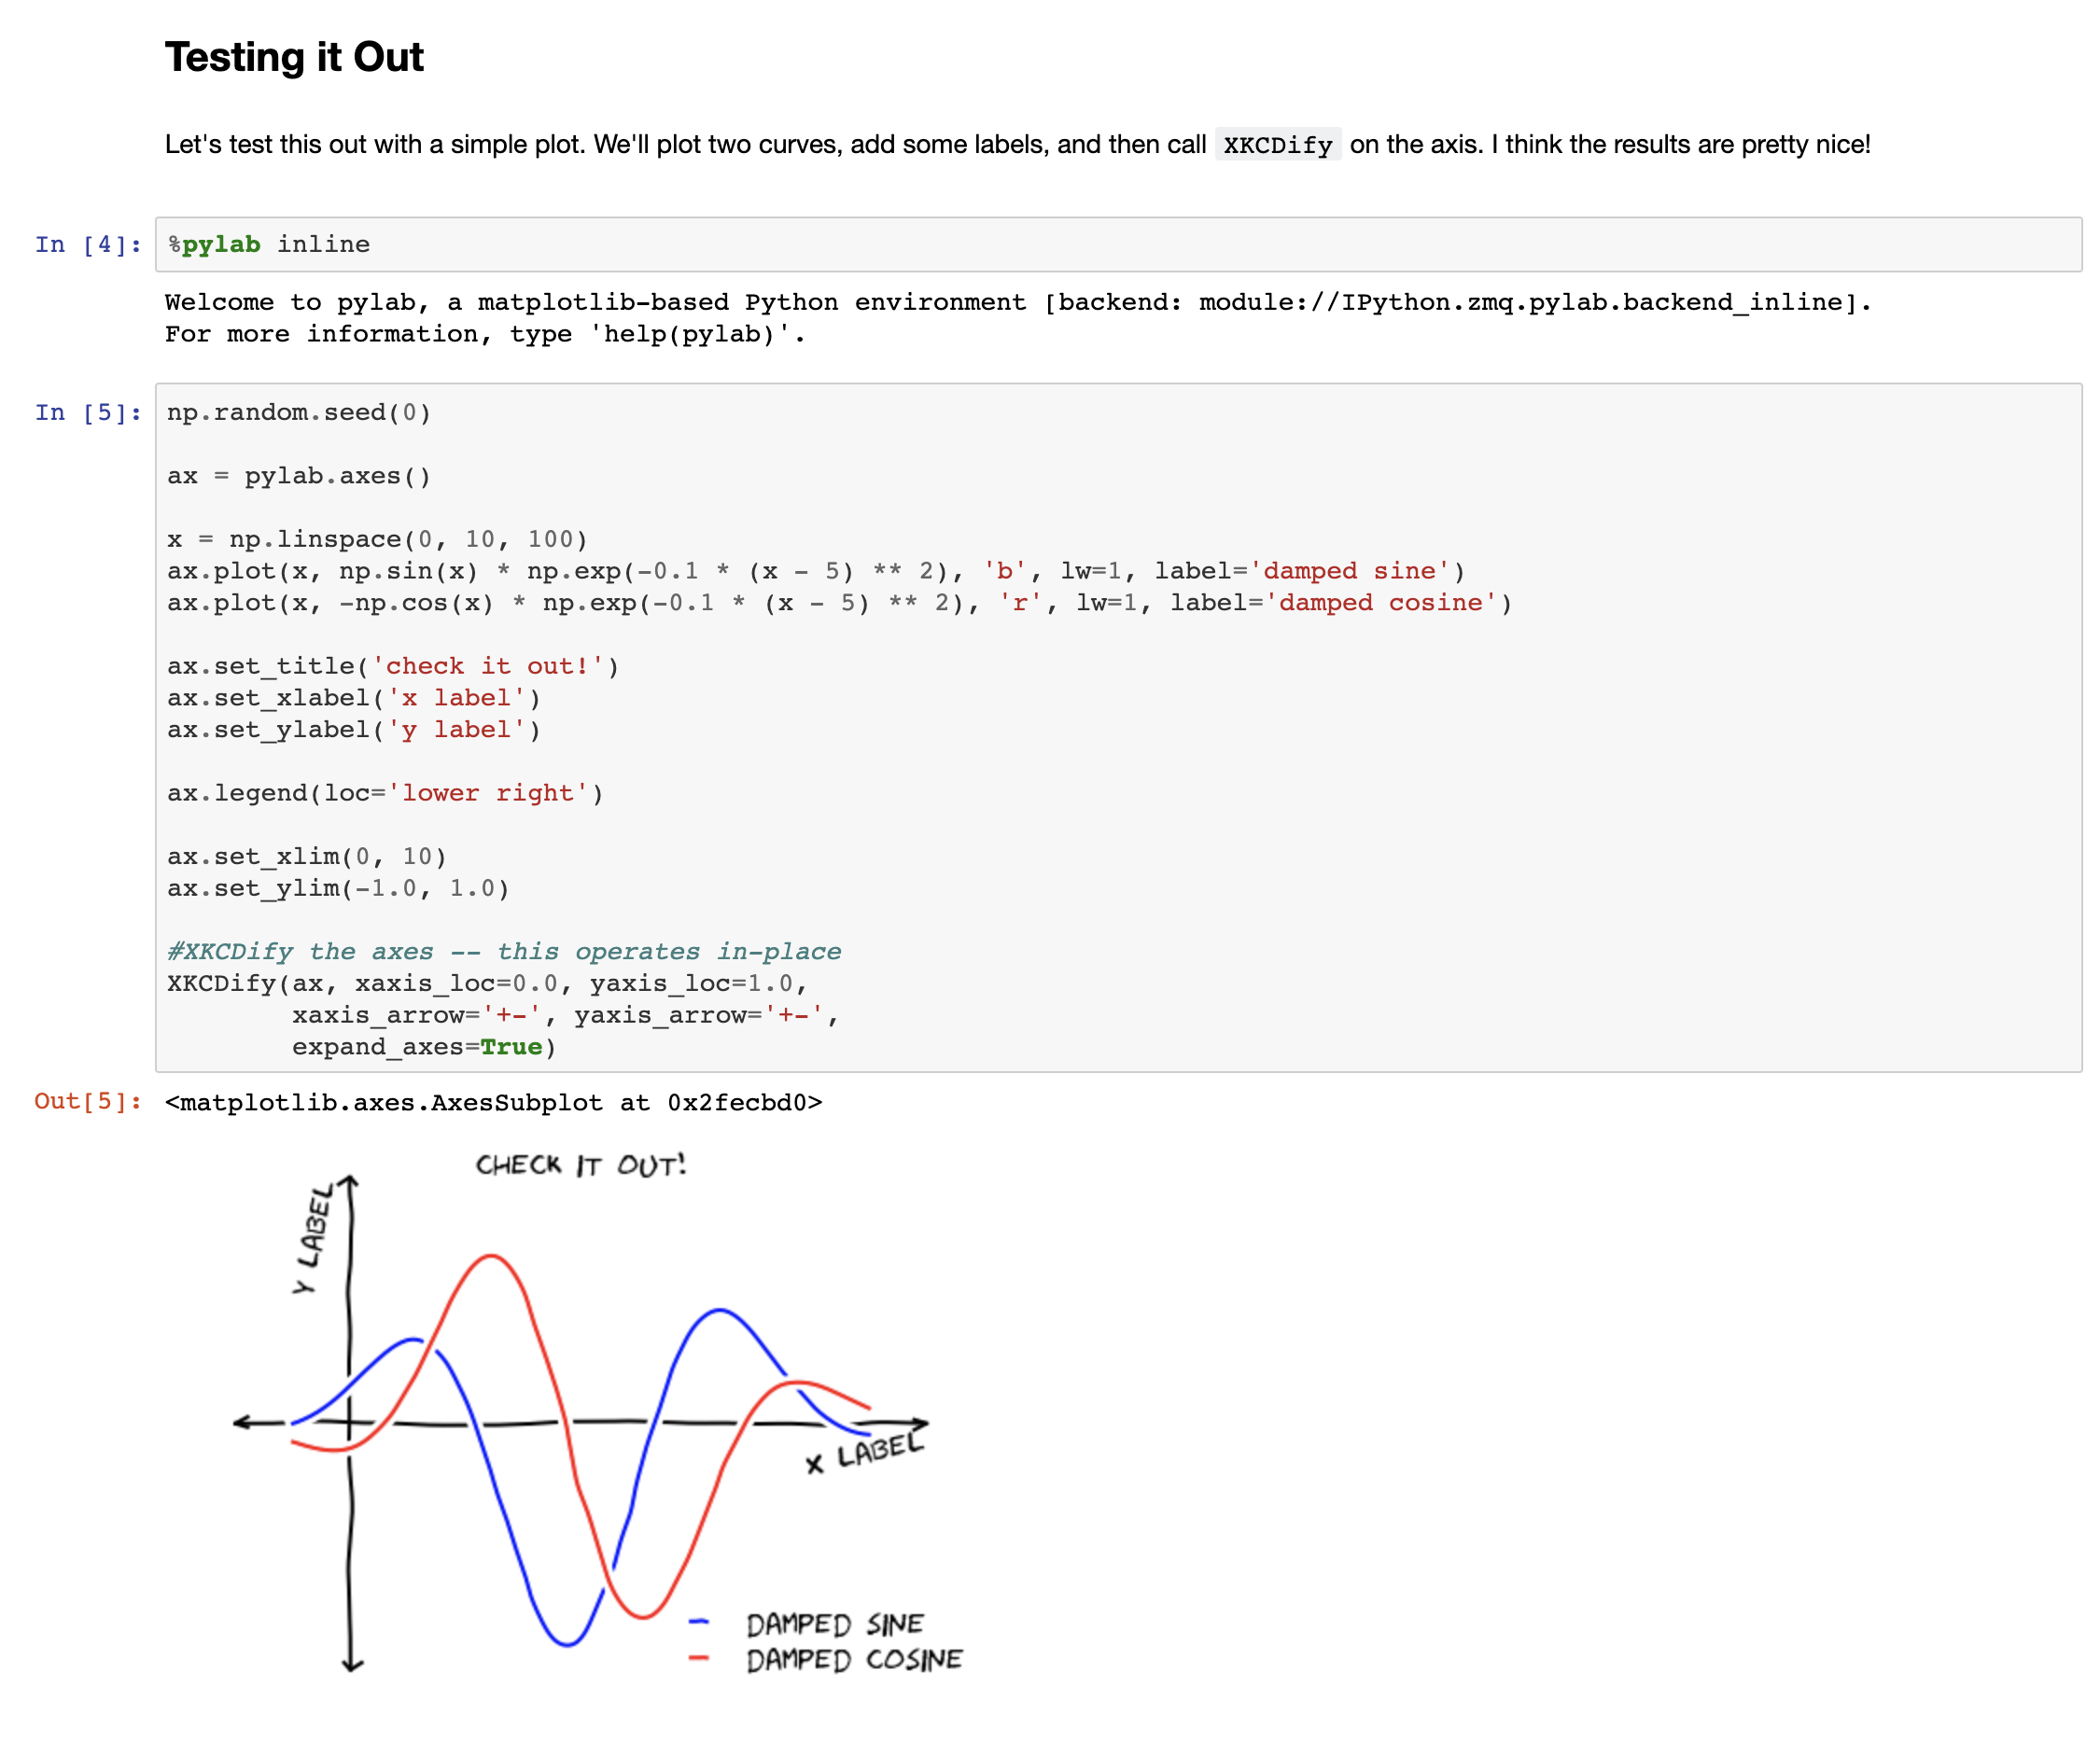 Testing it Out
Let's test this out with a simple plot. We'll plot two curves, add some labels, and then call XKCDify on the axis. I think the results are pretty nice!
In [4]: %pylab inline
Welcome to pylab, a matplotlib-based Python environment [backend: module://IPython.zmq.pylab.backend_inline].
For more information, type 'help(pylab)'.
In [5]: np.random.seed(0)
ax = pylab.axes()
x = np.linspace(0, 10, 100)
ax.plot(x, np.sin(x) * np.exp(-0.1 * (x - 5) ** 2), 'b', lw=1, label='damped sine')
ax.plot(x, -np.cos(x) * np.exp(-0.1 * (x - 5) ** 2), 'r', lw=1, label='damped cosine')
ax.set_title('check it out!')
ax.set_xlabel('x label')
ax.set_ylabel('y label')
ax.legend(loc='lower right')
ax.set_xlim(0, 10)
ax.set_ylim(-1.0, 1.0)
#XKCDify the axes -- this operates in-place
XKCDify(ax, xaxis_loc=0.0, yaxis_loc=1.0,
        xaxis_arrow='+-', yaxis_arrow='+-',
        expand_axes=True)
Out[5]: <matplotlib.axes.AxesSubplot at 0x2fecbd0>
CHECK IT OUT!
Y LABEL
X LABEL
DAMPED SINE
DAMPED COSINE